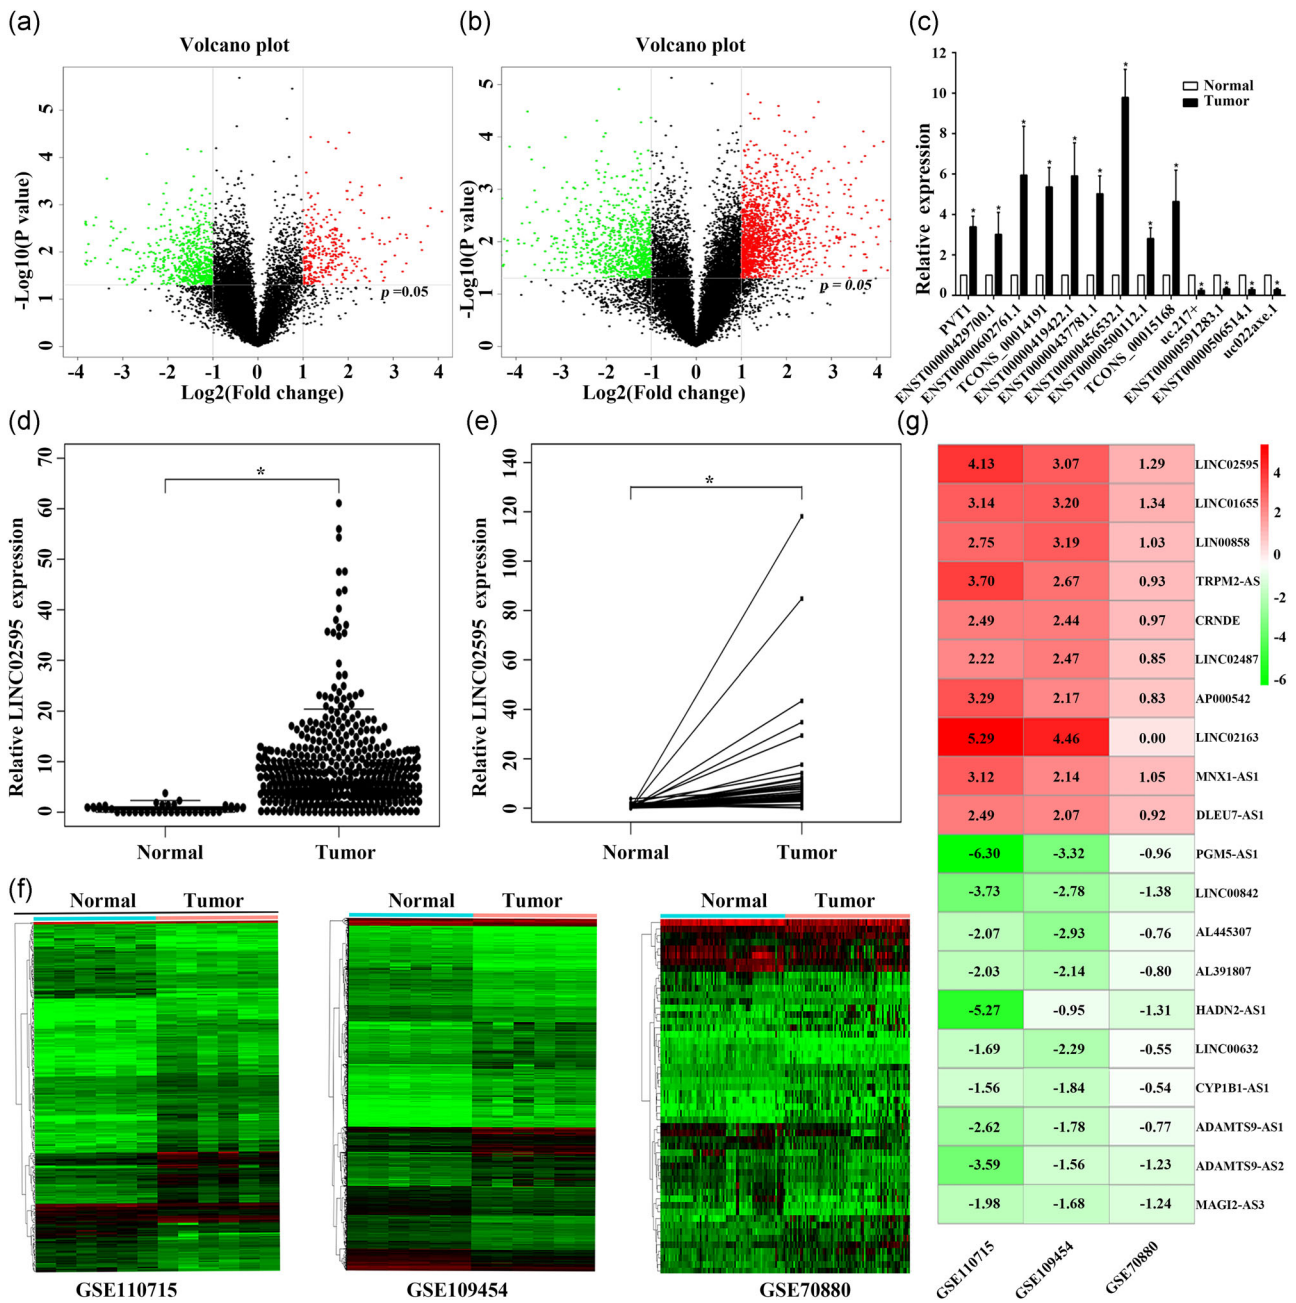 (a)
Volcano plot
-Log10(P value)
5
4
3
2
1
0
p =0.05
-4 -3 -2 -1 0 1 2 3 4
Log2(Fold change)
(b)
Volcano plot
-Log10(P value)
5
4
3
2
1
0
p = 0.05
-4 -3 -2 -1 0 1 2 3 4
Log2(Fold change)
(c)
Relative expression
12
10
8
6
4
2
0
Normal
Tumor
* * * * * * * * * * * * *
PVT1
ENST00000429700.1
ENST00000602761.1
TCONS_00014191
ENST00000419422.1
ENST00000437781.1
ENST00000456532.1
ENST00000500112.1
TCONS_00015168
uc.217+
ENST00000591283.1
ENST00000506514.1
uc022axe.1
(d)
Relative LINC02595 expression
70
60
50
40
30
20
10
0
*
Normal Tumor
(e)
Relative LINC02595 expression
140
120
100
80
60
40
20
0
*
Normal Tumor
(f)
Normal Tumor
GSE110715
Normal Tumor
GSE109454
Normal Tumor
GSE70880
(g)
4.13 3.07 1.29 LINC02595
3.14 3.20 1.34 LINC01655
2.75 3.19 1.03 LIN00858
3.70 2.67 0.93 TRPM2-AS
2.49 2.44 0.97 CRNDE
2.22 2.47 0.85 LINC02487
3.29 2.17 0.83 AP000542
5.29 4.46 0.00 LINC02163
3.12 2.14 1.05 MNX1-AS1
2.49 2.07 0.92 DLEU7-AS1
-6.30 -3.32 -0.96 PGM5-AS1
-3.73 -2.78 -1.38 LINC00842
-2.07 -2.93 -0.76 AL445307
-2.03 -2.14 -0.80 AL391807
-5.27 -0.95 -1.31 HADN2-AS1
-1.69 -2.29 -0.55 LINC00632
-1.56 -1.84 -0.54 CYP1B1-AS1
-2.62 -1.78 -0.77 ADAMTS9-AS1
-3.59 -1.56 -1.23 ADAMTS9-AS2
-1.98 -1.68 -1.24 MAGI2-AS3
GSE110715 GSE109454 GSE70880
4
2
0
-2
-4
-6